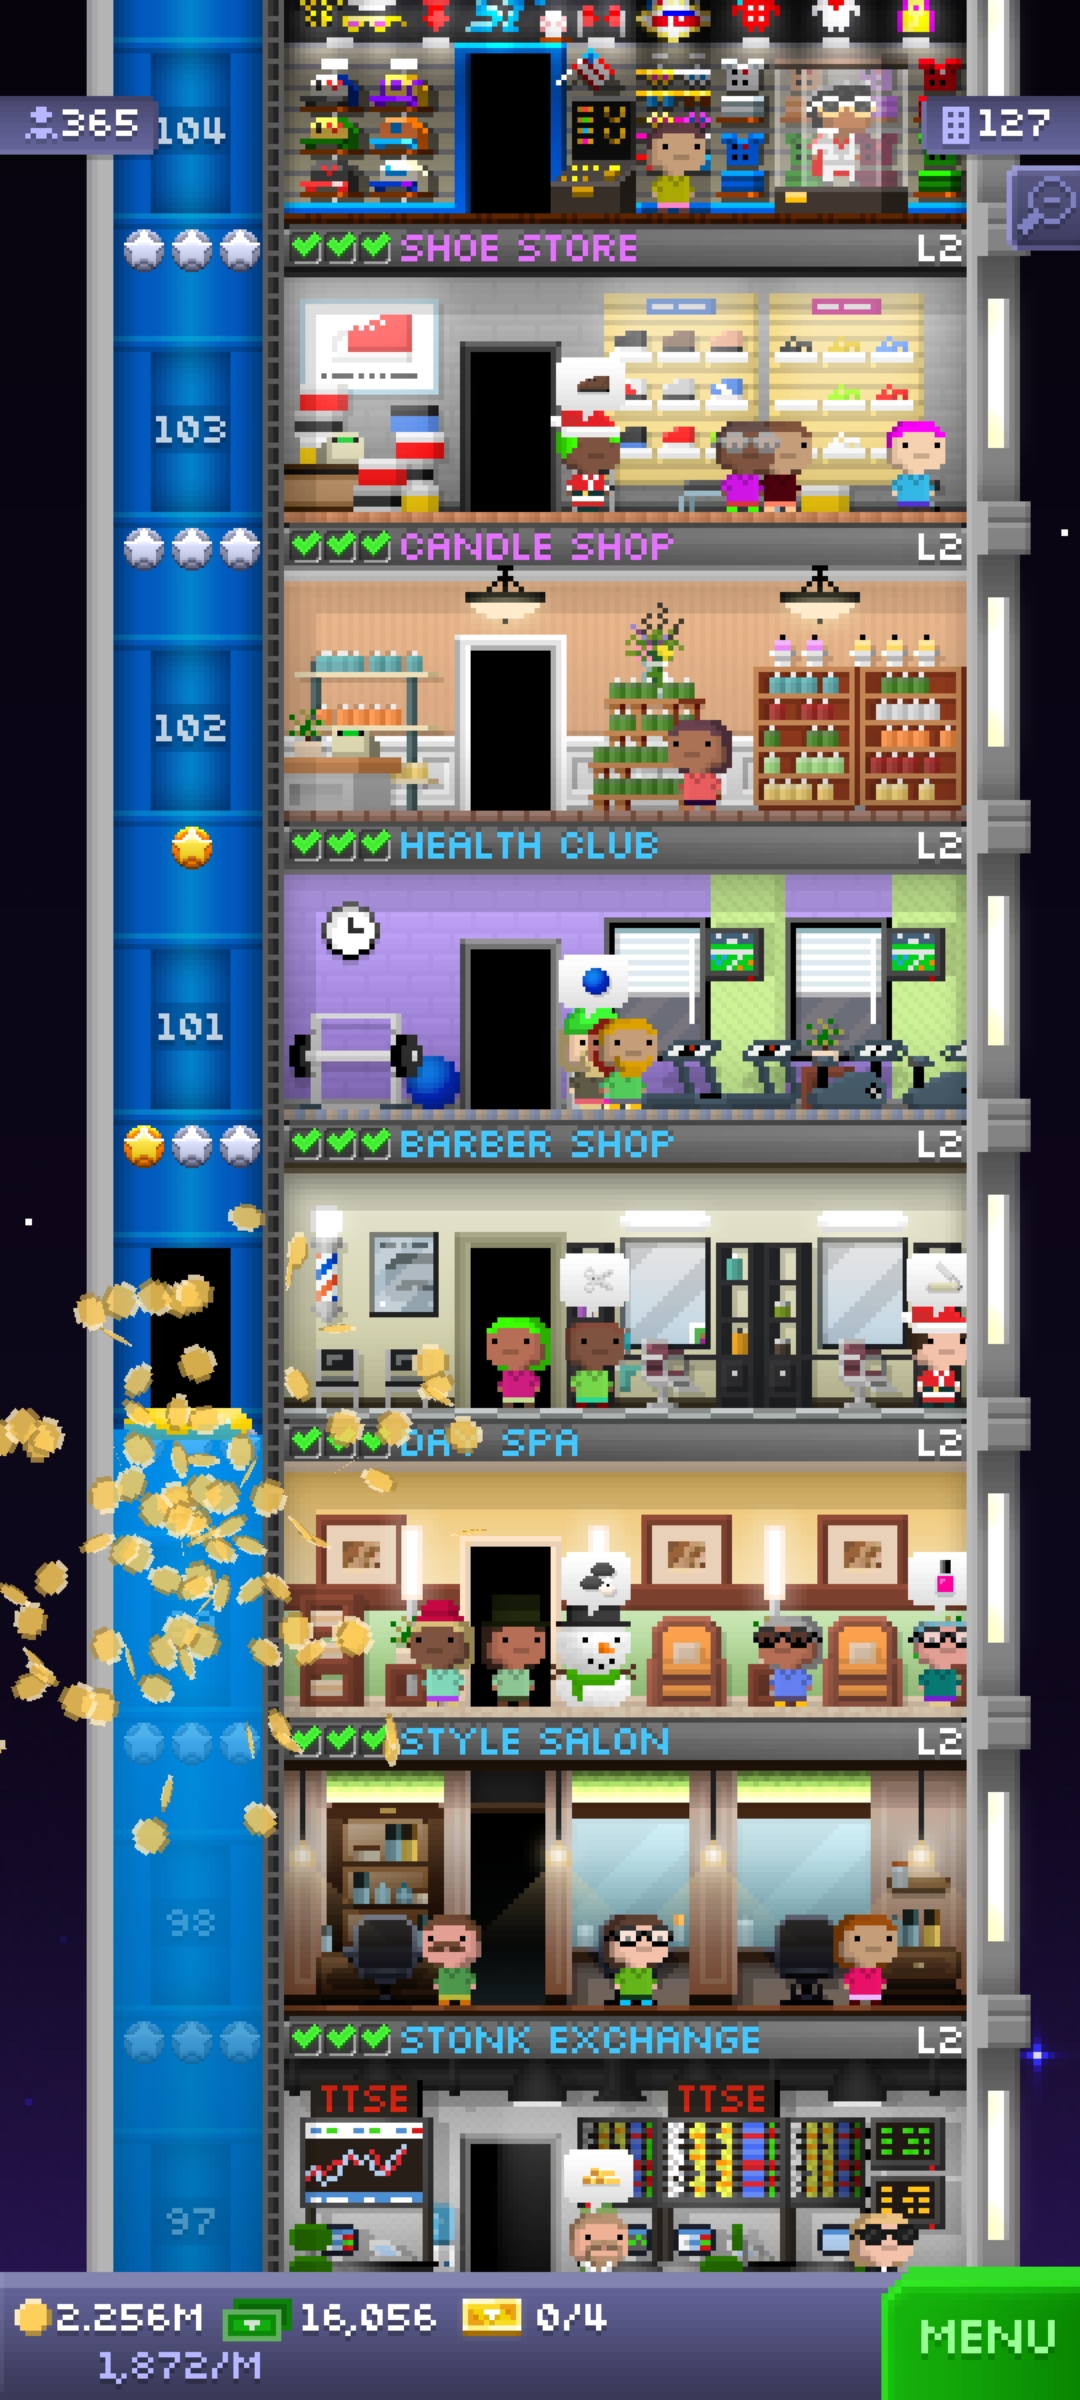 365
104
127
SHOE STORE L2
103
CANDLE SHOP L2
102
HEALTH CLUB L2
101
BARBER SHOP L2
DAY SPA L2
STYLE SALON L2
98
STONK EXCHANGE L2
TTSE TTSE
97
2.256M 16,056 0/4
1,872/M
MENU